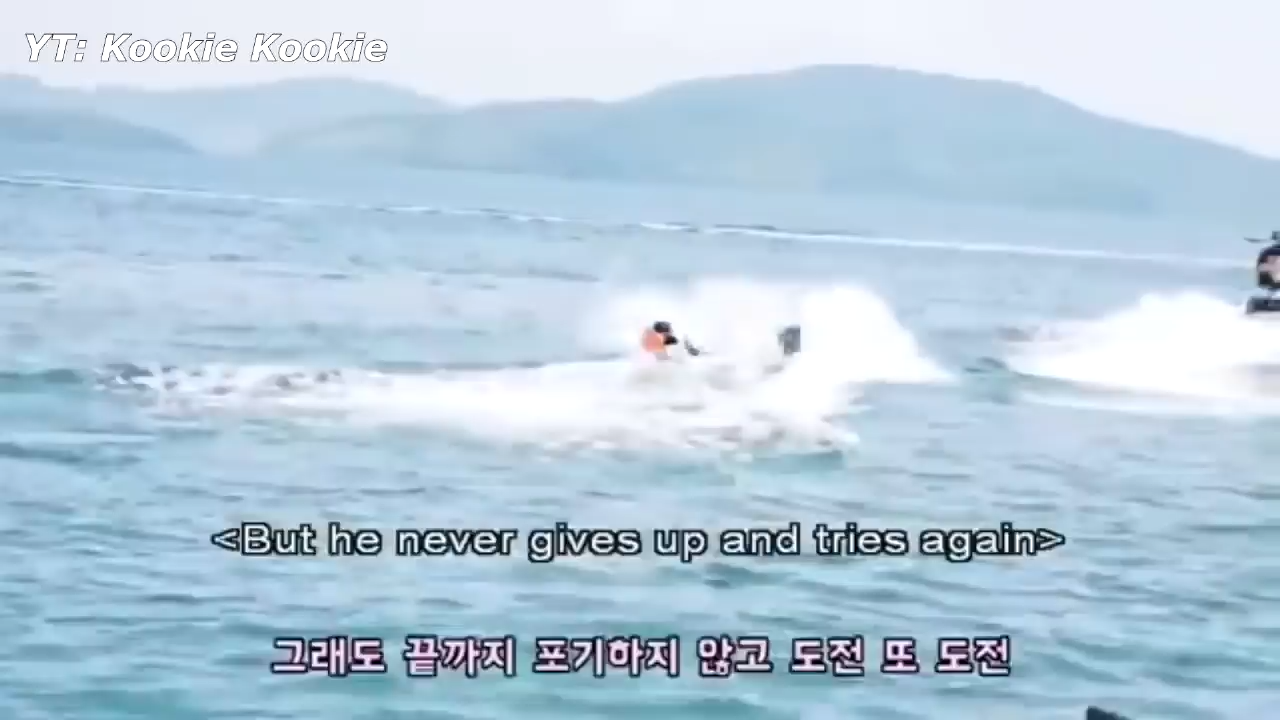 YT: Kookie Kookie
<But he never gives up and tries again>
그래도 끝까지 포기하지 않고 도전 또 도전